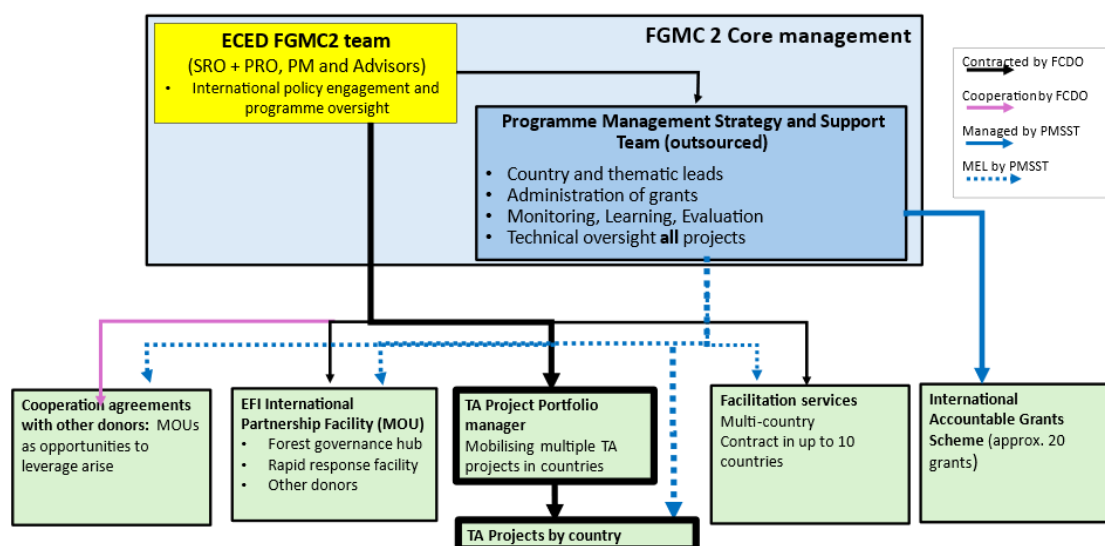 ECED FGMC2 team
(SRO + PRO, PM and Advisors)
• International policy engagement and
programme oversight
FGMC 2 Core management
Programme Management Strategy and Support
Team (outsourced)
• Country and thematic leads
• Administration of grants
• Monitoring, Learning, Evaluation
• Technical oversight all projects
Contracted by FCDO
Cooperation by FCDO
Managed by PMSST
MEL by PMSST
Cooperation agreements
with other donors: MOUs
as opportunities to
leverage arise
EFI International
Partnership Facility (MOU)
• Forest governance hub
• Rapid response facility
• Other donors
TA Project Portfolio
manager
Mobilising multiple TA
projects in countries
TA Projects by country
Facilitation services
Multi-country
Contract in up to 10
countries
International
Accountable Grants
Scheme (approx. 20
grants)